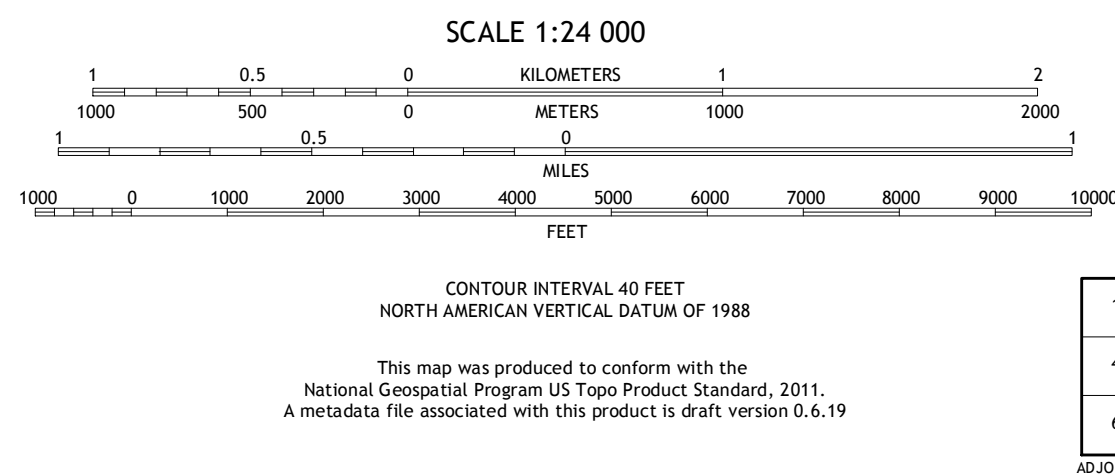 SCALE 1:24 000
1 0.5 0 KILOMETERS 1 2
1000 500 0 METERS 1000 2000
1 0.5 0 1
MILES
1000 0 1000 2000 3000 4000 5000 6000 7000 8000 9000 10000
FEET
CONTOUR INTERVAL 40 FEET
NORTH AMERICAN VERTICAL DATUM OF 1988
This map was produced to conform with the
National Geospatial Program US Topo Product Standard, 2011.
A metadata file associated with this product is draft version 0.6.19